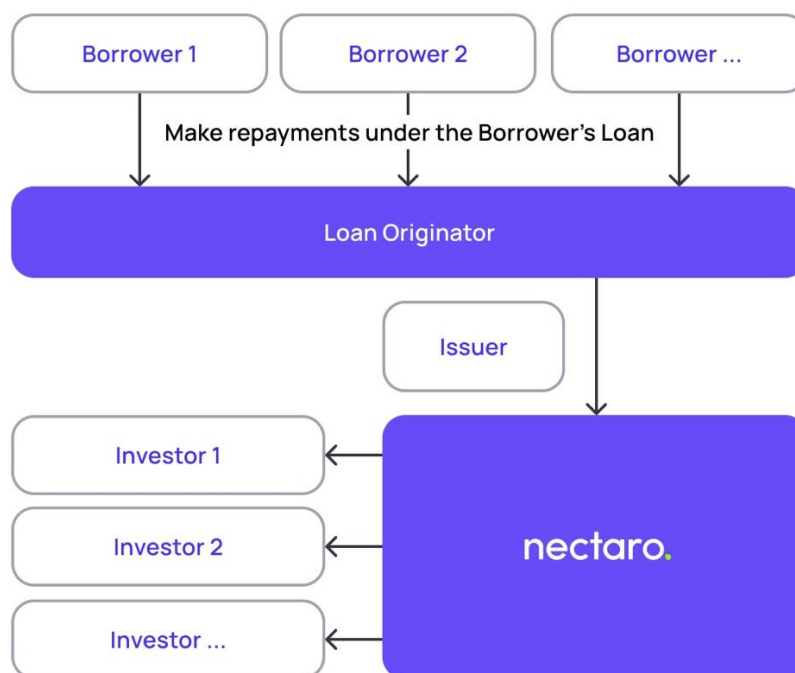 Borrower 1
Borrower 2
Borrower ...
Make repayments under the Borrower's Loan
Loan Originator
Issuer
Investor 1
Investor 2
Investor ...
nectaro.